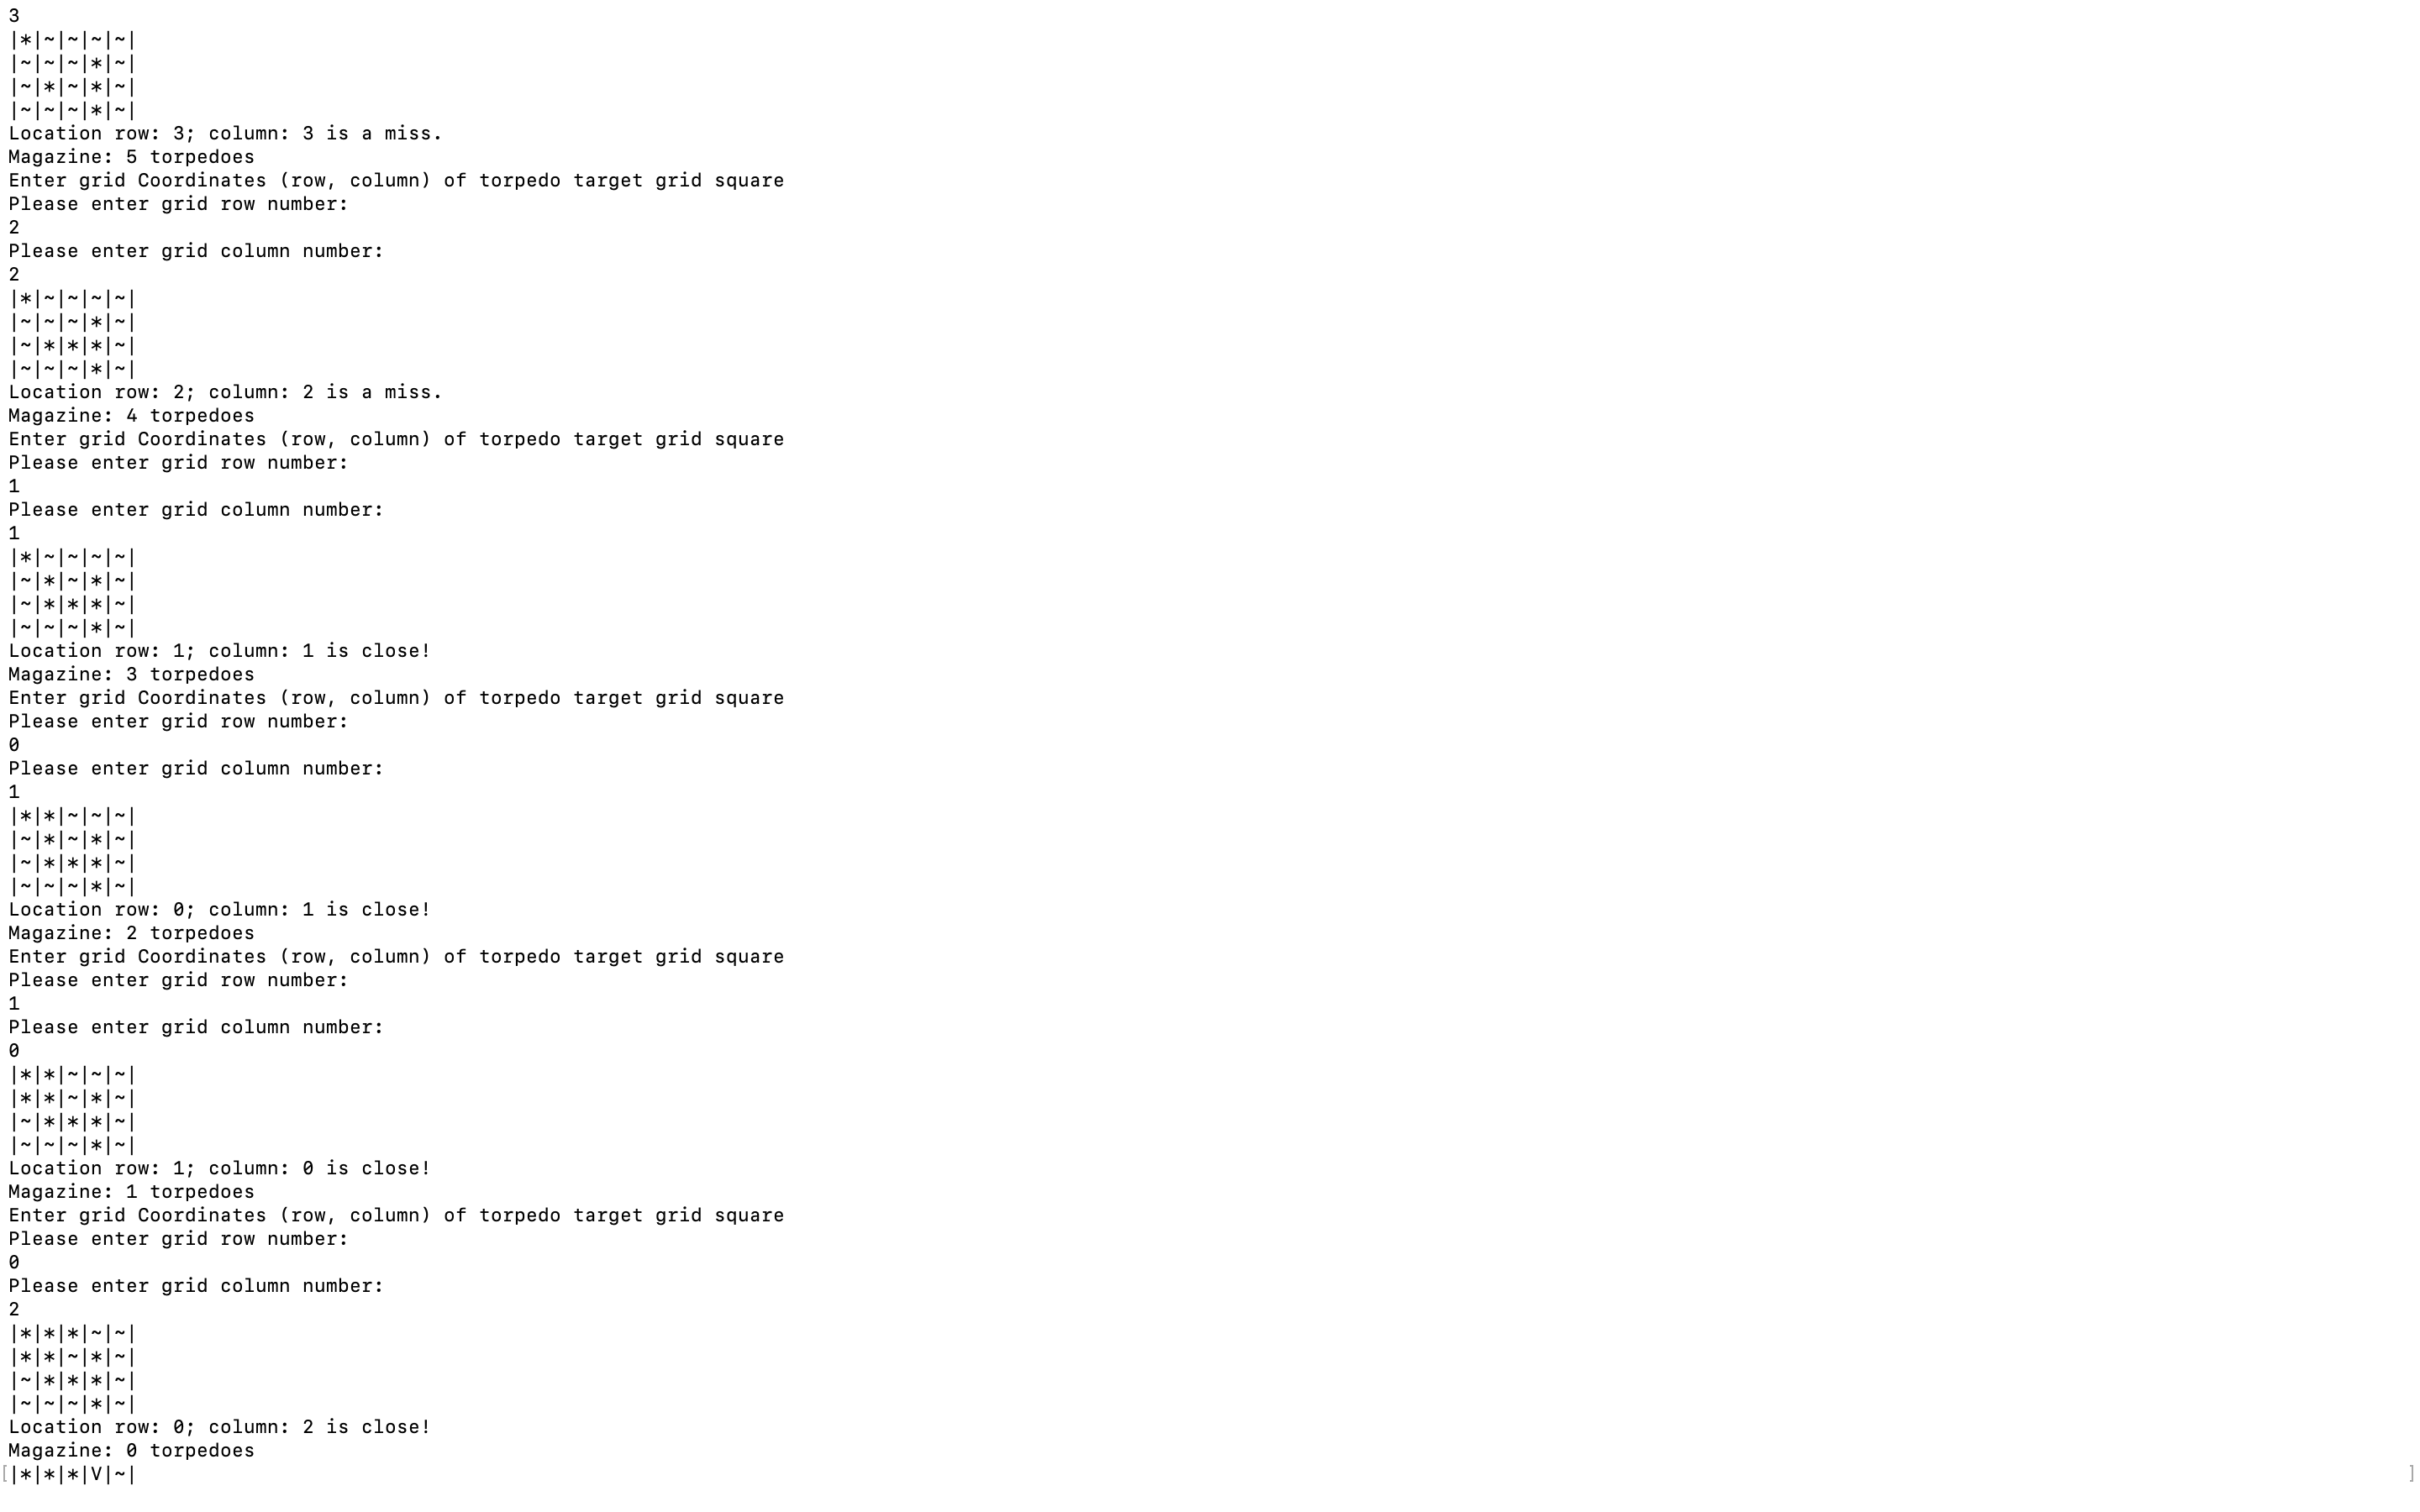 3
|*|~|~|~|~|
|~|~|~|*|~|
|~|*|~|*|~|
|~|~|~|*|~|
Location row: 3; column: 3 is a miss.
Magazine: 5 torpedoes
Enter grid Coordinates (row, column) of torpedo target grid square
Please enter grid row number:
2
Please enter grid column number:
2
|*|~|~|~|~|
|~|~|~|*|~|
|~|*|*|*|~|
|~|~|~|*|~|
Location row: 2; column: 2 is a miss.
Magazine: 4 torpedoes
Enter grid Coordinates (row, column) of torpedo target grid square
Please enter grid row number:
1
Please enter grid column number:
1
|*|~|~|~|~|
|~|*|~|*|~|
|~|*|*|*|~|
|~|~|~|*|~|
Location row: 1; column: 1 is close!
Magazine: 3 torpedoes
Enter grid Coordinates (row, column) of torpedo target grid square
Please enter grid row number:
0
Please enter grid column number:
1
|*|*|~|~|~|
|~|*|~|*|~|
|~|*|*|*|~|
|~|~|~|*|~|
Location row: 0; column: 1 is close!
Magazine: 2 torpedoes
Enter grid Coordinates (row, column) of torpedo target grid square
Please enter grid row number:
1
Please enter grid column number:
0
|*|*|~|~|~|
|*|*|~|*|~|
|~|*|*|*|~|
|~|~|~|*|~|
Location row: 1; column: 0 is close!
Magazine: 1 torpedoes
Enter grid Coordinates (row, column) of torpedo target grid square
Please enter grid row number:
0
Please enter grid column number:
2
|*|*|*|~|~|
|*|*|~|*|~|
|~|*|*|*|~|
|~|~|~|*|~|
Location row: 0; column: 2 is close!
Magazine: 0 torpedoes
[|*|*|*|V|~| ]